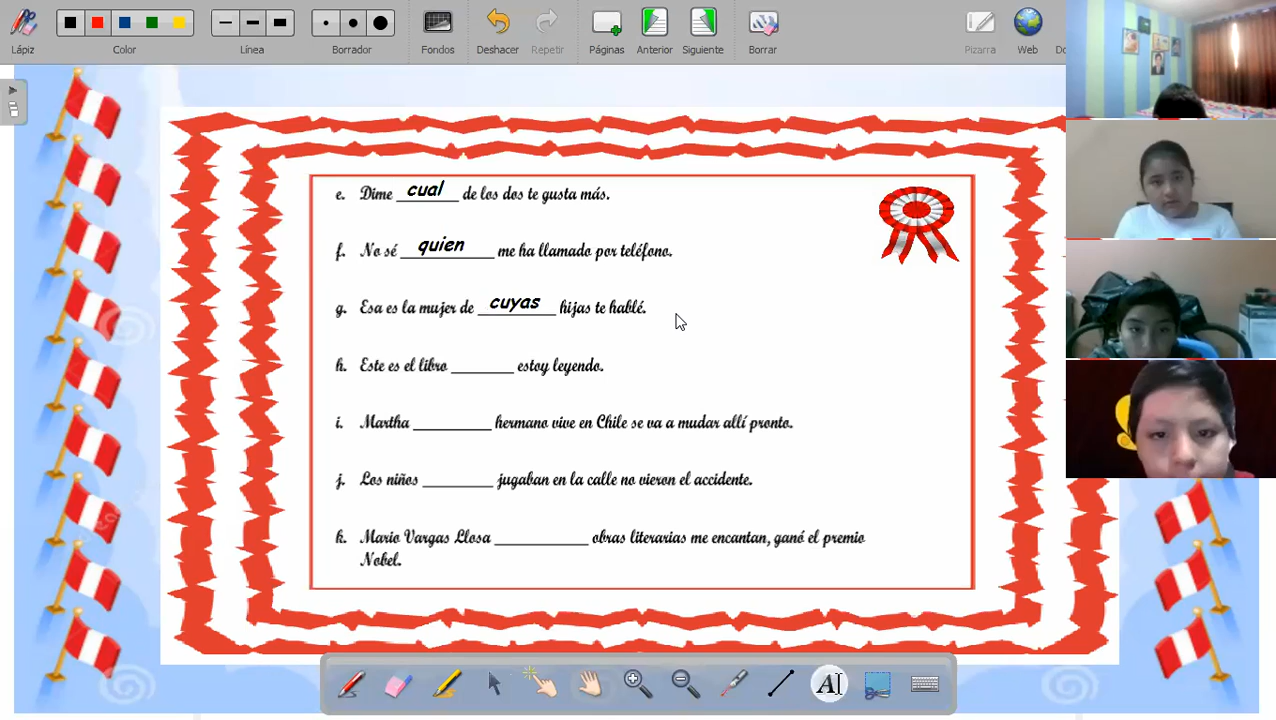 Lápiz
Color
Línea
Borrador
Fondos
Deshacer
Repetir
Páginas
Anterior
Siguiente
Borrar
Pizarra
Web
e. Dime cual de los dos te gusta más.
f. No sé quien me ha llamado por teléfono.
g. Esa es la mujer de cuyas hijas te hablé.
h. Este es el libro ________ estoy leyendo.
i. Martha __________ hermano vive en Chile se va a mudar allí pronto.
j. Los niños _________ jugaban en la calle no vieron el accidente.
k. Mario Vargas Llosa ____________ obras literarias me encantan, ganó el premio
Nobel.
AI